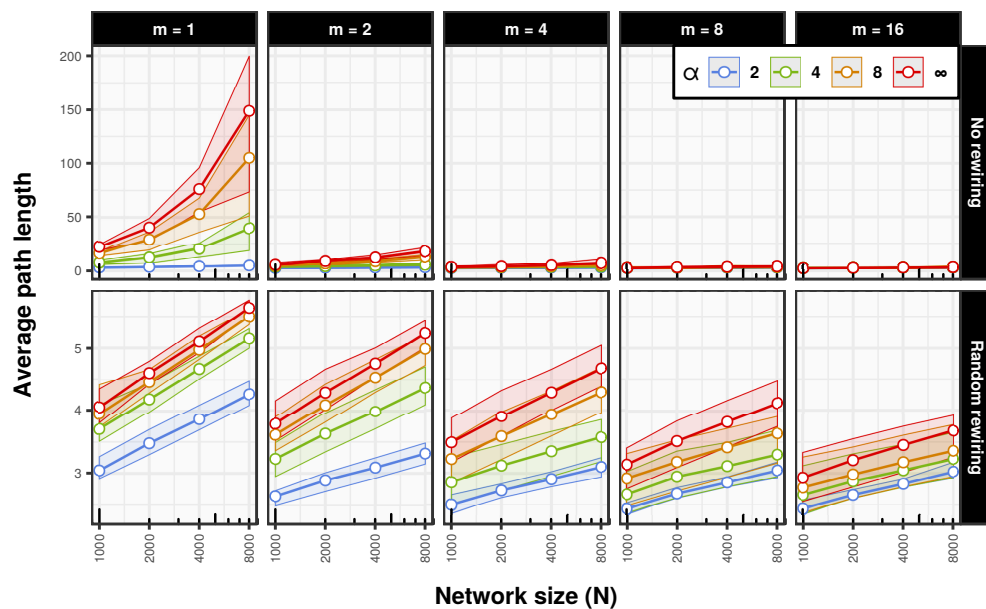 m = 1 m = 2 m = 4 m = 8 m = 16
α 2 4 8 ∞
200
150
100
50
0
No rewiring
Average path length
5
4
3
Random rewiring
1000 2000 4000 8000 1000 2000 4000 8000 1000 2000 4000 8000 1000 2000 4000 8000 1000 2000 4000 8000
Network size (N)